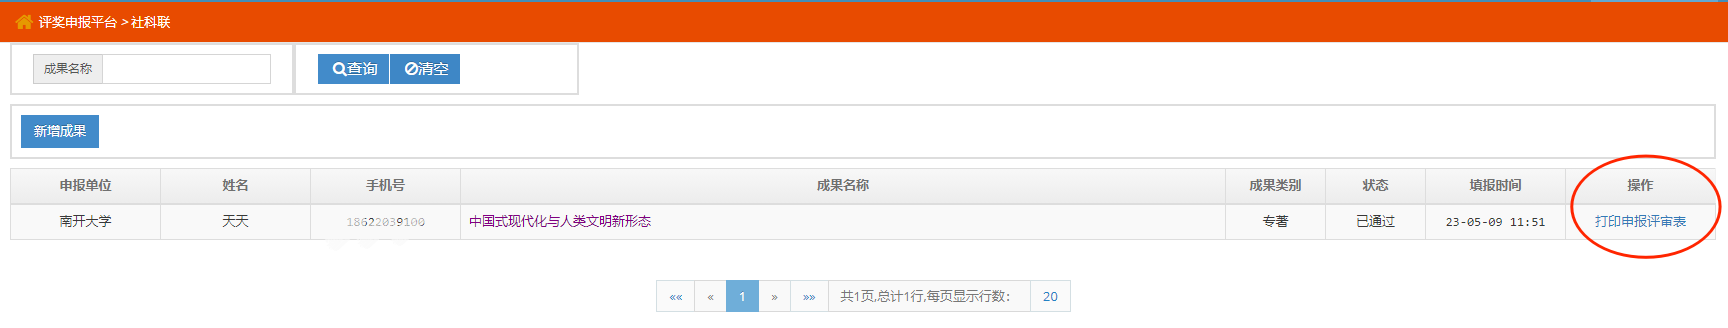 评奖申报平台 > 社科联
成果名称 查询 清空
新增成果
申报单位 姓名 手机号 成果名称 成果类别 状态 填报时间 操作
南开大学 天天 18622039100 中国式现代化与人类文明新形态 专著 已通过 23-05-09 11:51 打印申报评审表
«« « 1 » »» 共1页,总计1行,每页显示行数: 20